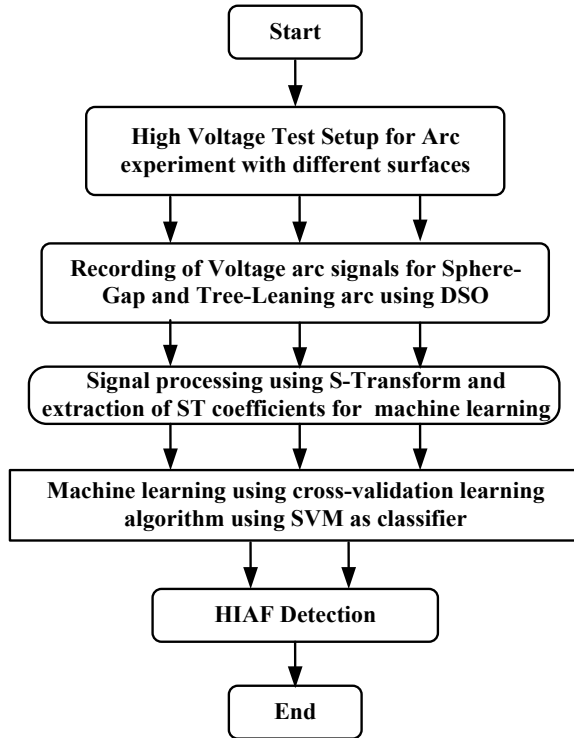 Start
High Voltage Test Setup for Arc
experiment with different surfaces
Recording of Voltage arc signals for Sphere-
Gap and Tree-Leaning arc using DSO
Signal processing using S-Transform and
extraction of ST coefficients for machine learning
Machine learning using cross-validation learning
algorithm using SVM as classifier
HIAF Detection
End